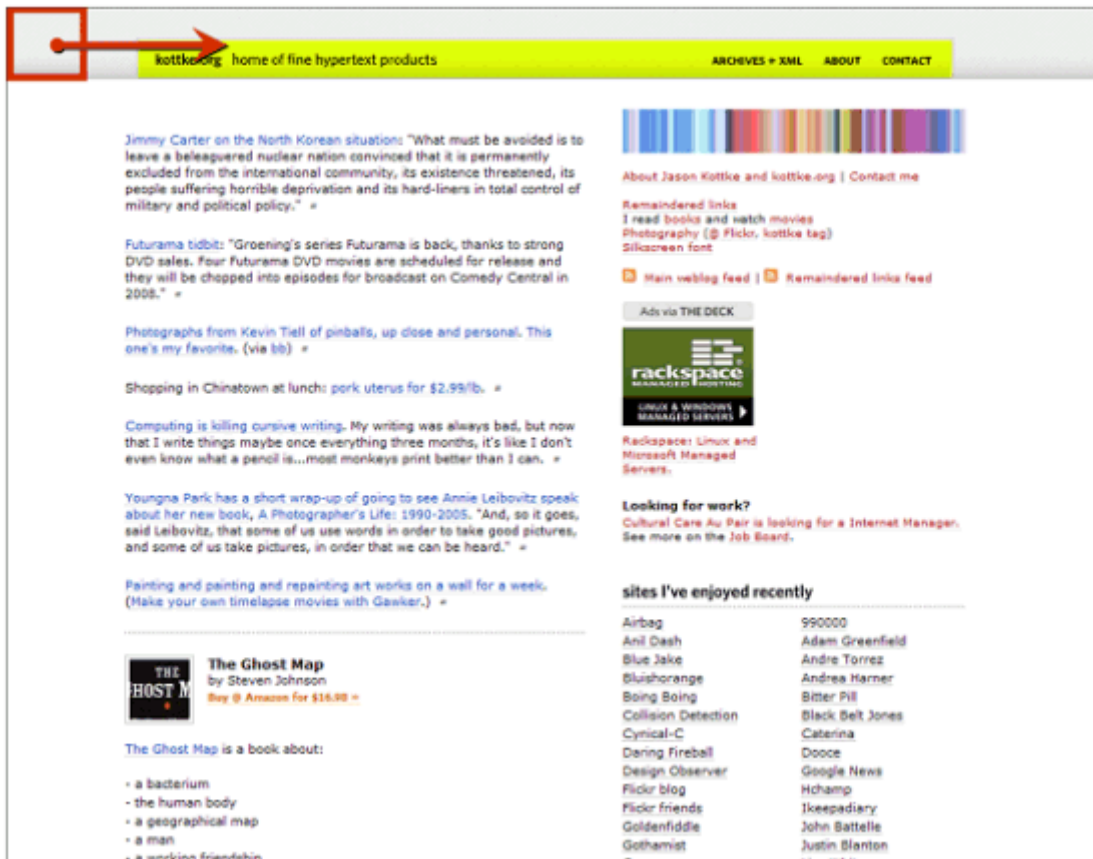 kottke.org home of fine hypertext products
ARCHIVES + XML ABOUT CONTACT
Jimmy Carter on the North Korean situation: "What must be avoided is to
leave a beleaguered nuclear nation convinced that it is permanently
excluded from the international community, its existence threatened, its
people suffering horrible deprivation and its hard-liners in total control of
military and political policy." #
Futurama tidbit: "Groening's series Futurama is back, thanks to strong
DVD sales. Four Futurama DVD movies are scheduled for release and
they will be chopped into episodes for broadcast on Comedy Central in
2008." #
Photographs from Kevin Tiell of pinballs, up close and personal. This
one's my favorite. (via bb) #
Shopping in Chinatown at lunch: pork uterus for $2.99/lb. #
Computing is killing cursive writing. My writing was always bad, but now
that I write things maybe once everything three months, it's like I don't
even know what a pencil is...most monkeys print better than I can. #
Youngna Park has a short wrap-up of going to see Annie Leibovitz speak
about her new book, A Photographer's Life: 1990-2005. "And, so it goes,
said Leibovitz, that some of us use words in order to take good pictures,
and some of us take pictures, in order that we can be heard." #
Painting and painting and repainting art works on a wall for a week.
(Make your own timelapse movies with Gawker.) #
THE
GHOST M
The Ghost Map
by Steven Johnson
Buy @ Amazon for $16.98 »
The Ghost Map is a book about:
- a bacterium
- the human body
- a geographical map
- a man
- a working friendship
About Jason Kottke and kottke.org | Contact me
Remaindered links
I read books and watch movies
Photography (@ Flickr, kottke tag)
Silkscreen font
Main weblog feed | Remaindered links feed
Ads via THE DECK
rackspace
MANAGED HOSTING
LINUX & WINDOWS
MANAGED SERVERS
Rackspace: Linux and
Microsoft Managed
Servers.
Looking for work?
Cultural Care Au Pair is looking for a Internet Manager.
See more on the Job Board.
sites I've enjoyed recently
Airbag 990000
Anil Dash Adam Greenfield
Blue Jake Andre Torrez
Bluishorange Andrea Harner
Boing Boing Bitter Pill
Collision Detection Black Belt Jones
Cynical-C Caterina
Daring Fireball Dooce
Design Observer Google News
Flickr blog Hchamp
Flickr friends Ikeepadiary
Goldenfiddle John Battelle
Gothamist Justin Blanton